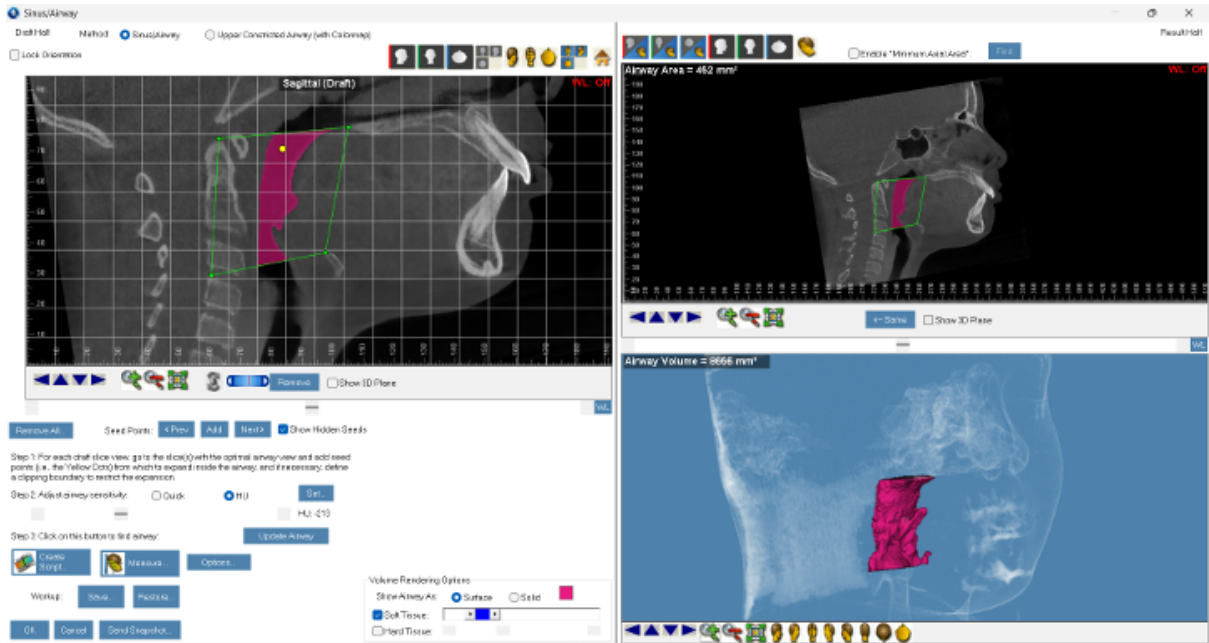 Sinus/Airway
Draft Half Method: Sinus/Airway Upper Constricted Airway (with Colormap)
Lock Orientation
Sagittal (Draft)
WL: Off
Remove
Show 3D Plane
WL
Remove All... Seed Points: < Prev Add Next > Show Hidden Seeds
Step 1: For each draft slice view, go to the slice(s) with the optimal airway view and add seed
points (i.e. the Yellow Dots) from which to expand inside the airway, and if necessary, define
a clipping boundary to restrict the expansion.
Step 2: Adjust airway sensitivity: Quick HU Set...
HU: -213
Step 3: Click on this button to find airway: Update Airway
Create
Script... Measure... Options...
Workup: Save... Restore...
OK Cancel Send Snapshot...
Volume Rendering Options
Show Airway As: Surface Solid
Soft Tissue:
Hard Tissue:
Result Half
Enable "Minimum Axial Area". Find
Airway Area = 452 mm²
WL: Off
<-- Same Show 3D Plane
WL
Airway Volume = 8666 mm³